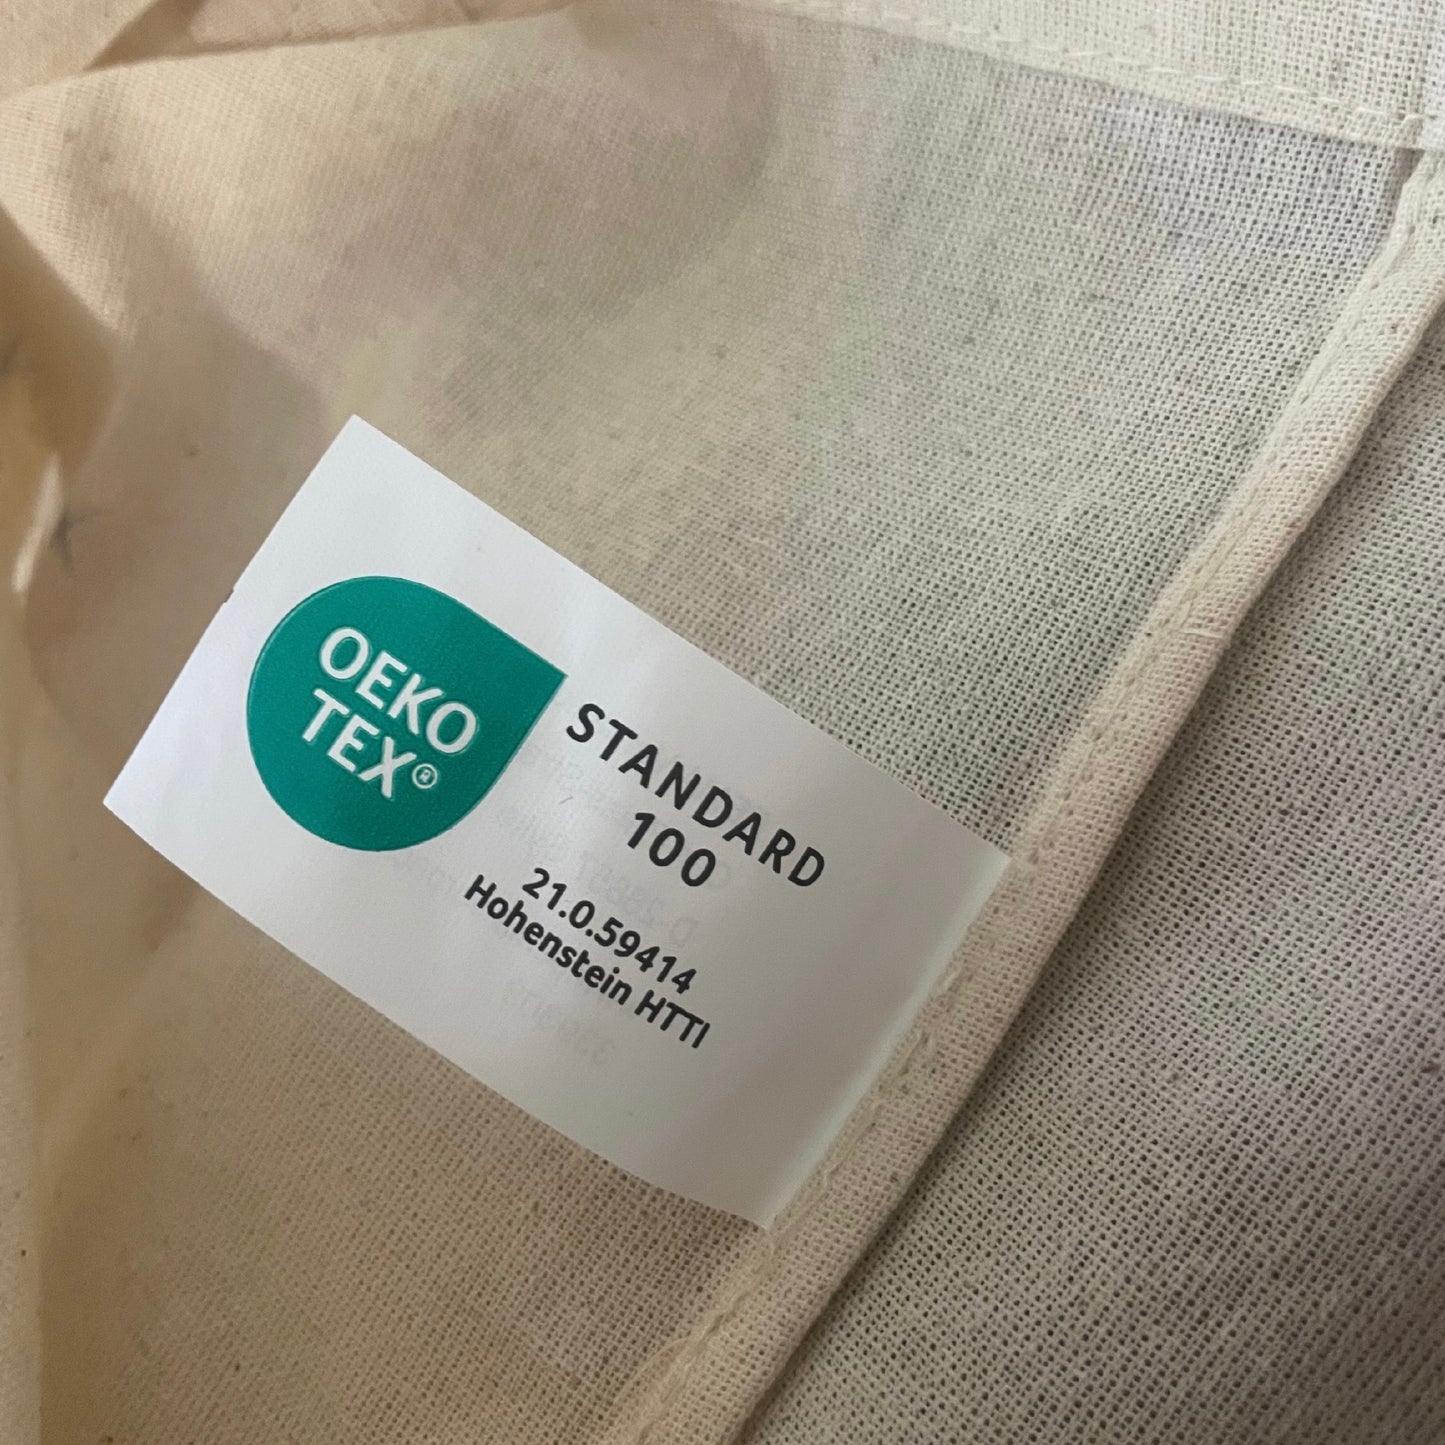 OEKO
TEX®
STANDARD
100
21.0.59414
Hohenstein HTTI